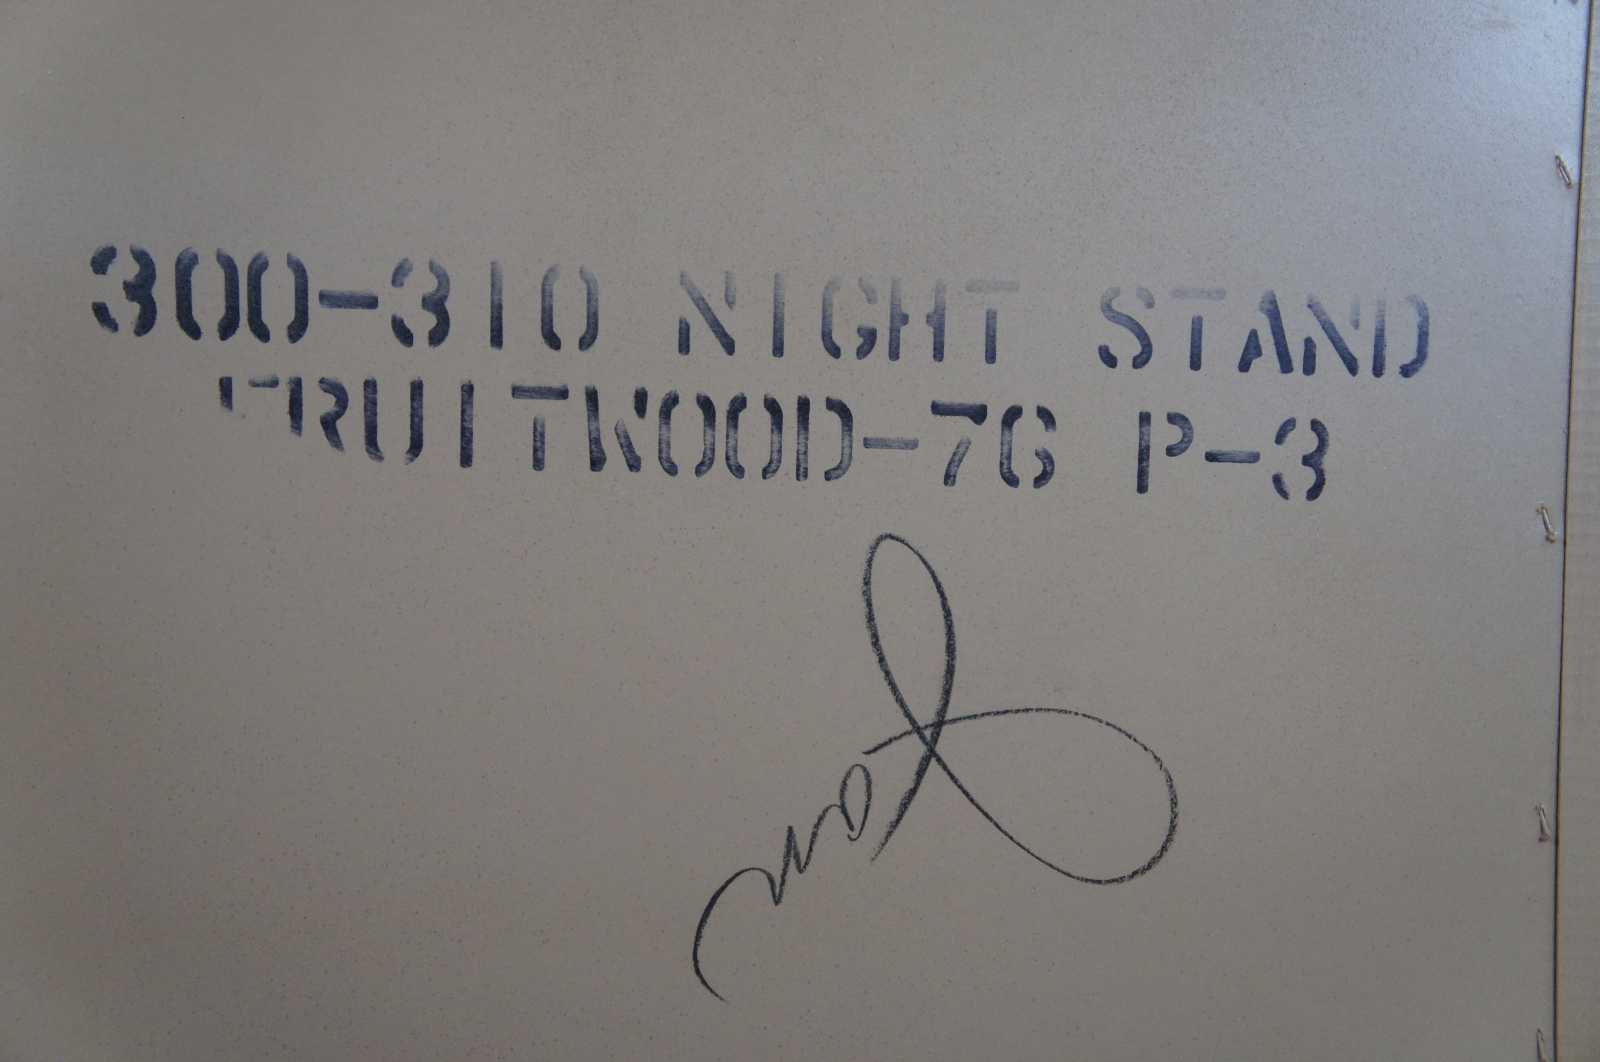 300-310 NIGHT STAND
FRUITWOOD-76 P-3